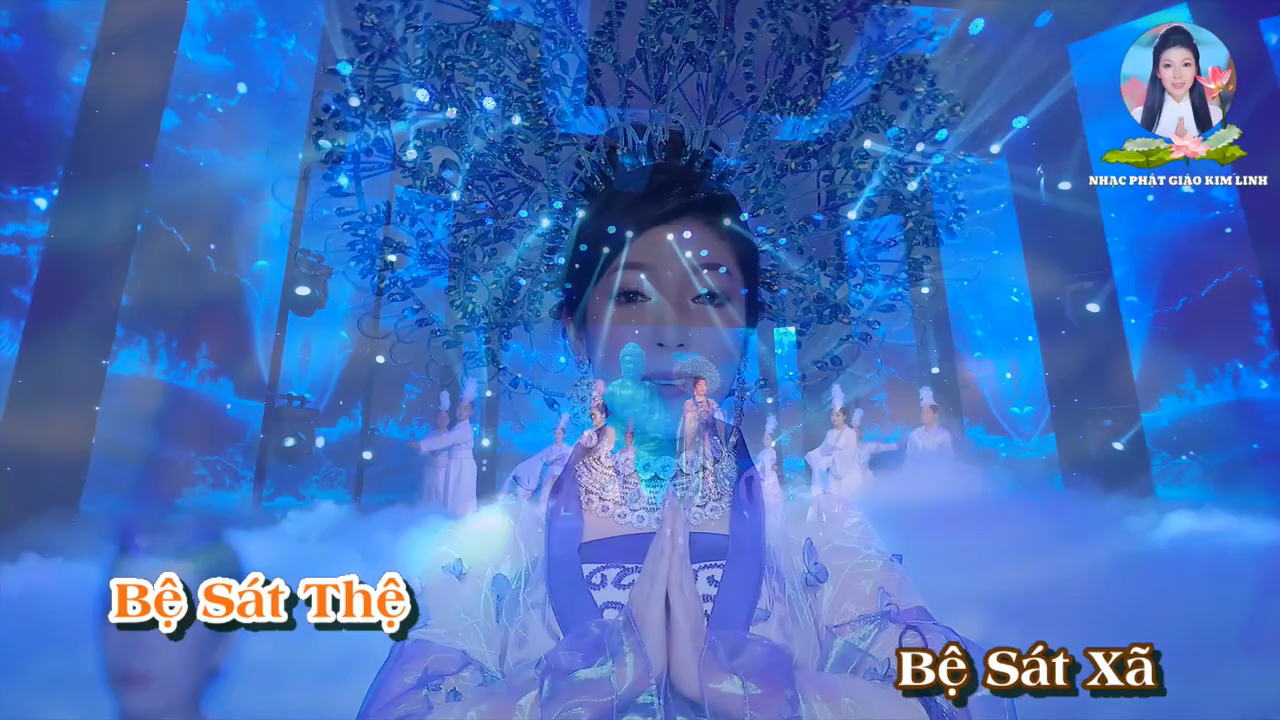 NHẠC PHẬT GIÁO KIM LINH
Bệ Sát Thệ
Bệ Sát Xã